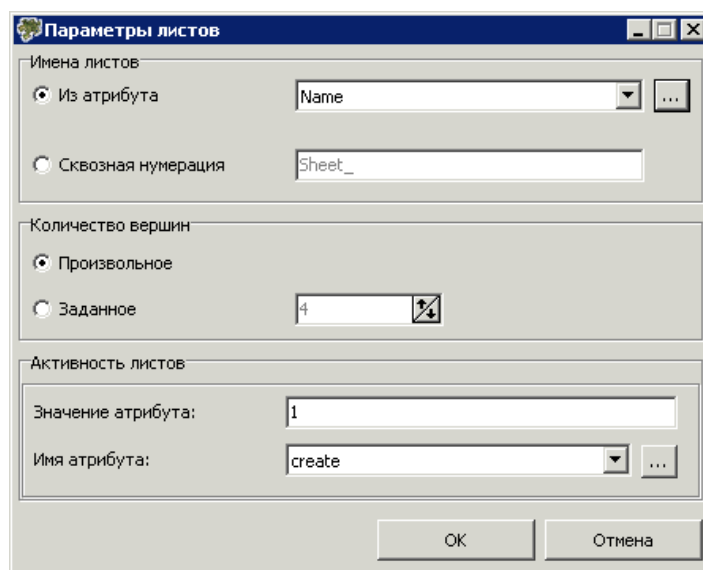 Параметры листов
Имена листов
Из атрибута Name ...
Сквозная нумерация Sheet_
Количество вершин
Произвольное
Заданное 4
Активность листов
Значение атрибута: 1
Имя атрибута: create ...
OK Отмена